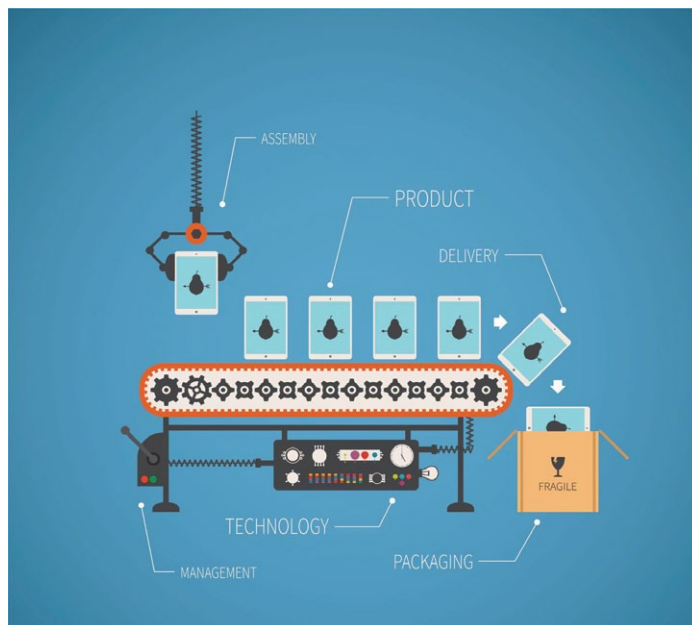 ASSEMBLY
PRODUCT
DELIVERY
FRAGILE
TECHNOLOGY
PACKAGING
MANAGEMENT